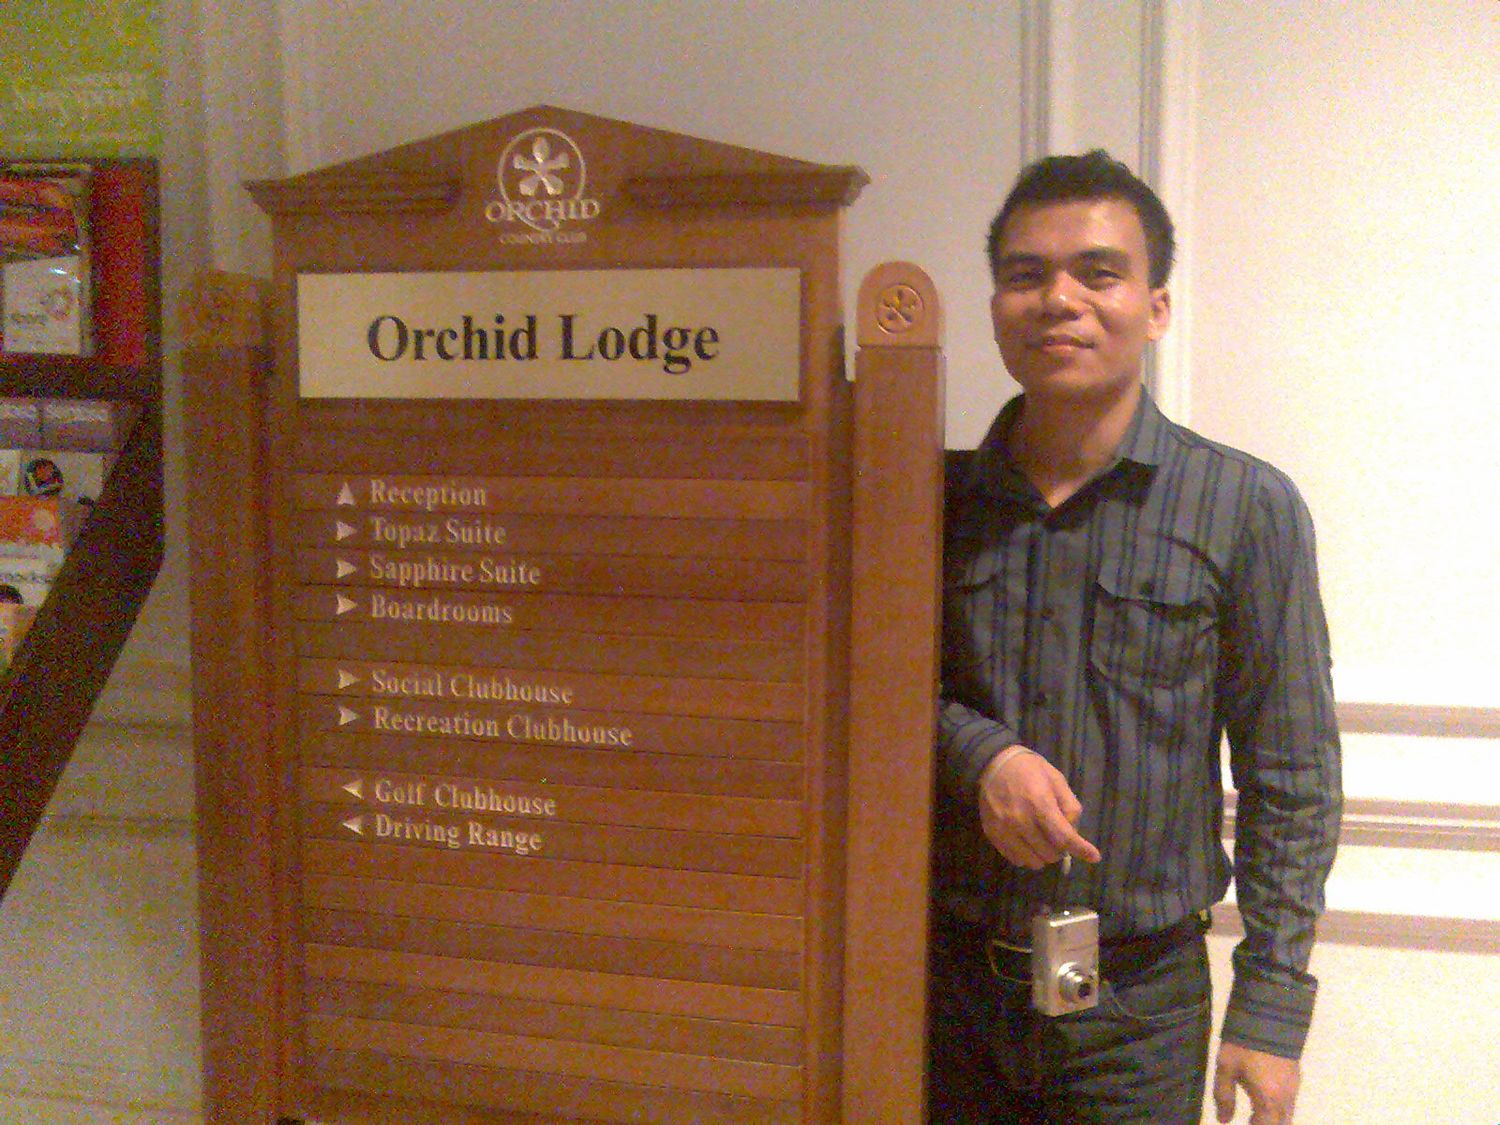 ORCHID
COUNTRY CLUB
Orchid Lodge
Reception
Topaz Suite
Sapphire Suite
Boardrooms
Social Clubhouse
Recreation Clubhouse
Golf Clubhouse
Driving Range